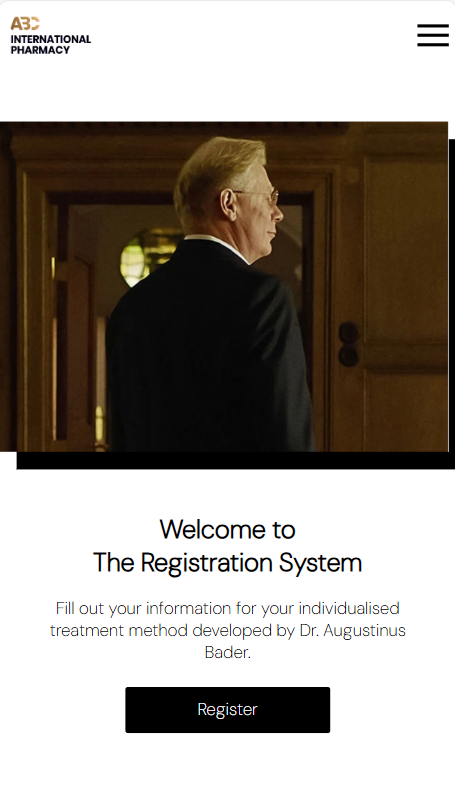 ABC
INTERNATIONAL
PHARMACY
Welcome to
The Registration System
Fill out your information for your individualised
treatment method developed by Dr. Augustinus
Bader.
Register